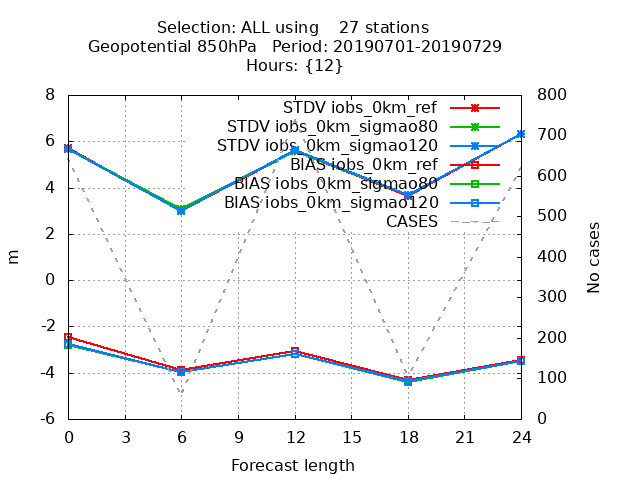 Selection: ALL using 27 stations
Geopotential 850hPa Period: 20190701-20190729
Hours: {12}
STDV iobs_0km_ref
STDV iobs_0km_sigmao80
STDV iobs_0km_sigmao120
BIAS iobs_0km_ref
BIAS iobs_0km_sigmao80
BIAS iobs_0km_sigmao120
CASES
8
6
4
2
0
-2
-4
-6
m
800
700
600
500
400
300
200
100
0
No cases
0 3 6 9 12 15 18 21 24
Forecast length